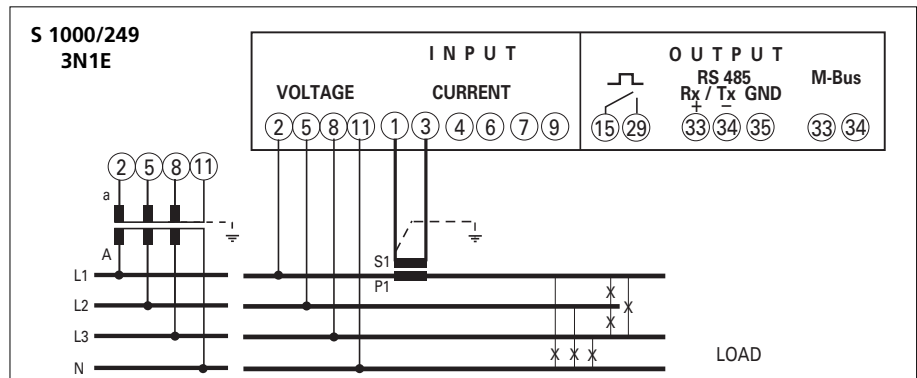 S 1000/249
3N1E
INPUT
OUTPUT
VOLTAGE
CURRENT
RS 485
Rx / Tx GND
+ −
M-Bus
2 5 8 11 1 3 4 6 7 9 15 29 33 34 35 33 34
2 5 8 11
a
A
S1
P1
L1
L2
L3
N
X
X
X X X X
LOAD